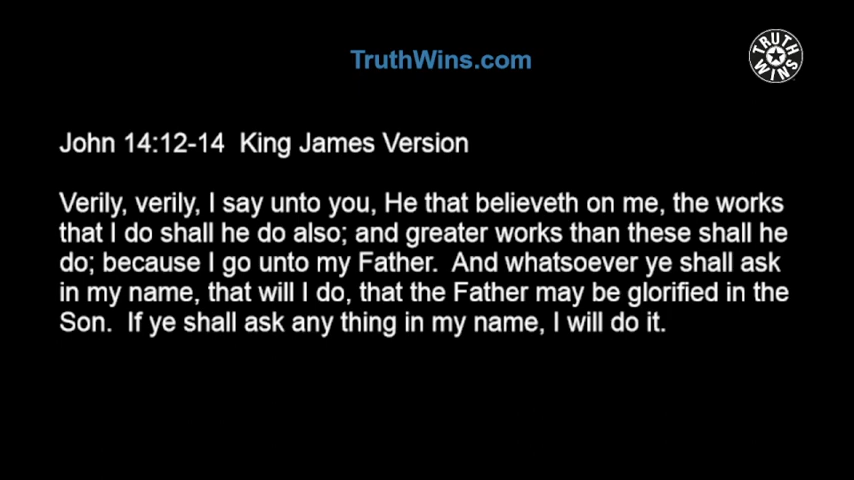 TruthWins.com
TRUTH
WINS
John 14:12-14  King James Version
Verily, verily, I say unto you, He that believeth on me, the works
that I do shall he do also; and greater works than these shall he
do; because I go unto my Father.  And whatsoever ye shall ask
in my name, that will I do, that the Father may be glorified in the
Son.  If ye shall ask any thing in my name, I will do it.